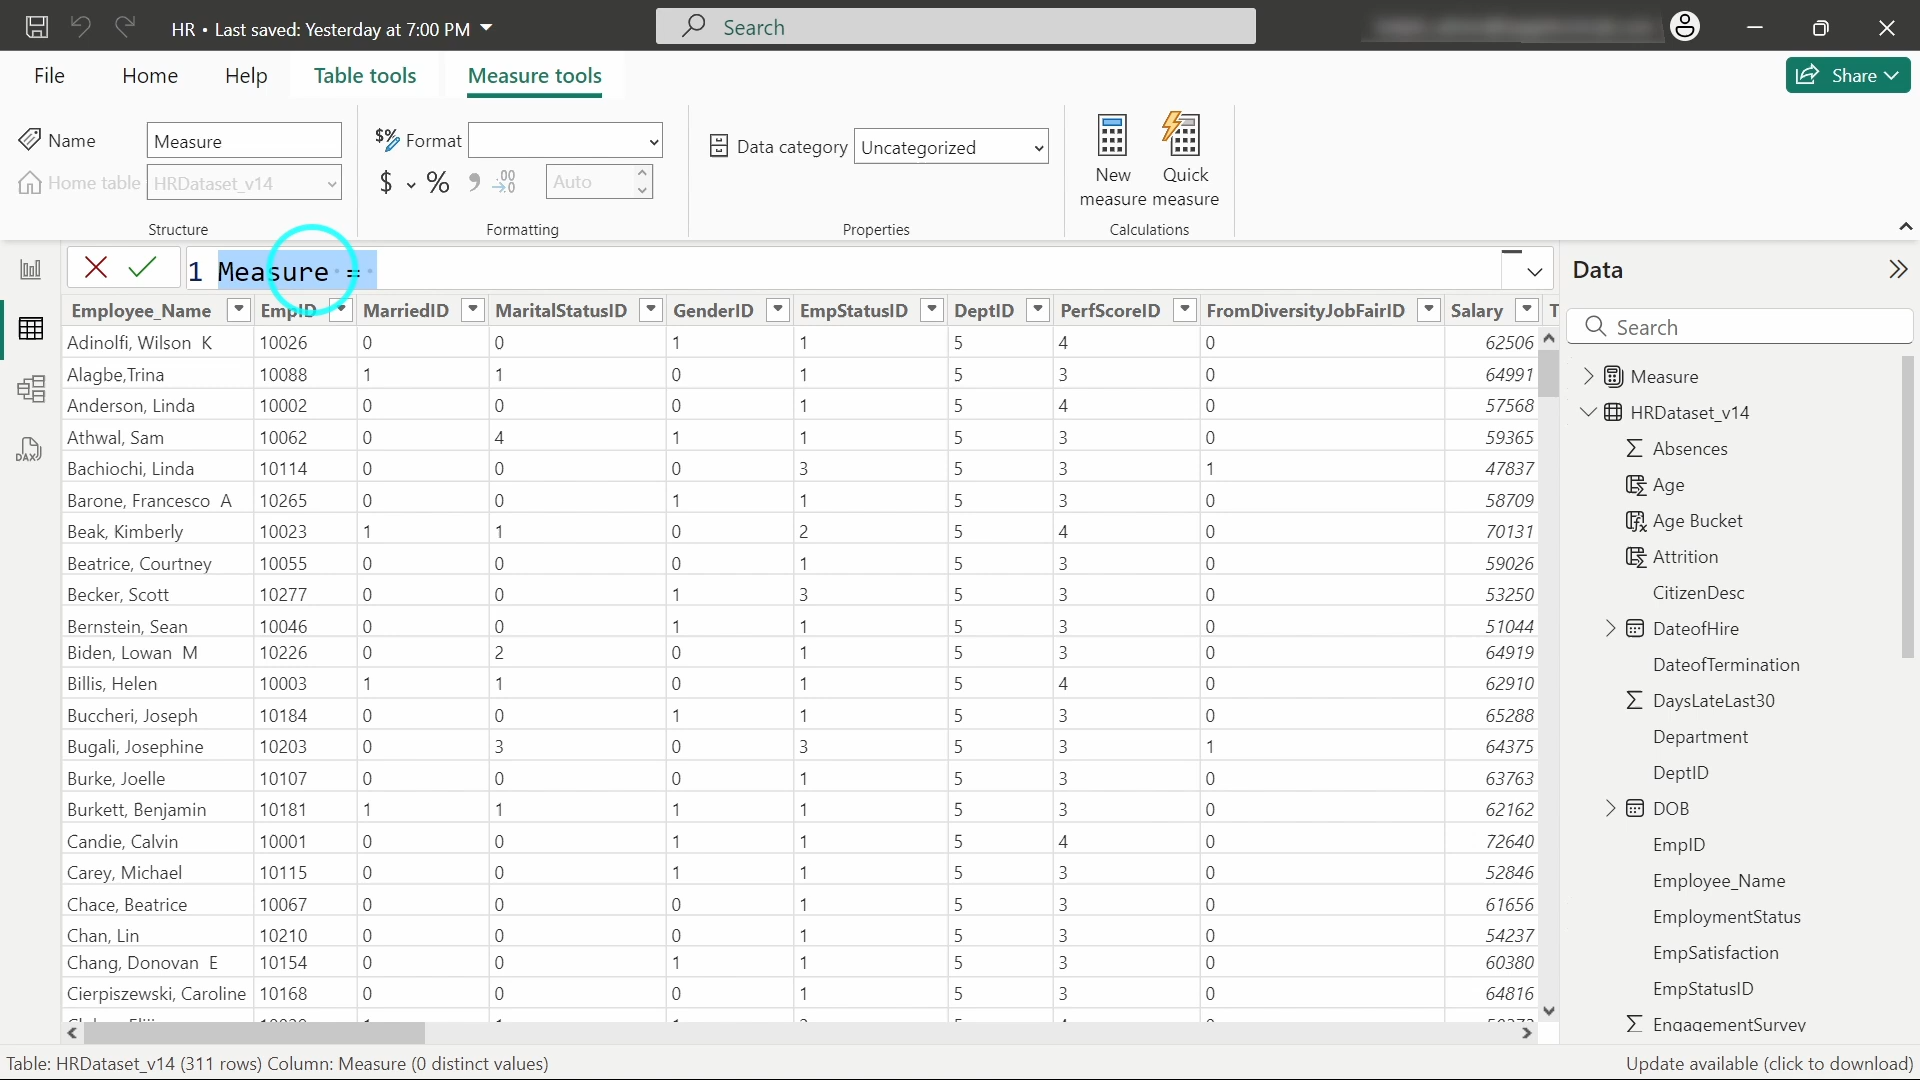 HR • Last saved: Yesterday at 7:00 PM
Search
File Home Help Table tools Measure tools
Share
Name Measure
Home table HRDataset_v14
Structure
Format
$ % Auto
Formatting
Data category Uncategorized
Properties
New measure
Quick measure
Calculations
1 Measure =
Employee_Name EmpID MarriedID MaritalStatusID GenderID EmpStatusID DeptID PerfScoreID FromDiversityJobFairID Salary T
Adinolfi, Wilson K 10026 0 0 1 1 5 4 0 62506
Alagbe,Trina 10088 1 1 0 1 5 3 0 64991
Anderson, Linda 10002 0 0 0 1 5 4 0 57568
Athwal, Sam 10062 0 4 1 1 5 3 0 59365
Bachiochi, Linda 10114 0 0 0 3 5 3 1 47837
Barone, Francesco A 10265 0 0 1 1 5 3 0 58709
Beak, Kimberly 10023 1 1 0 2 5 4 0 70131
Beatrice, Courtney 10055 0 0 0 1 5 3 0 59026
Becker, Scott 10277 0 0 1 3 5 3 0 53250
Bernstein, Sean 10046 0 0 1 1 5 3 0 51044
Biden, Lowan M 10226 0 2 0 1 5 3 0 64919
Billis, Helen 10003 1 1 0 1 5 4 0 62910
Buccheri, Joseph 10184 0 0 1 1 5 3 0 65288
Bugali, Josephine 10203 0 3 0 3 5 3 1 64375
Burke, Joelle 10107 0 0 0 1 5 3 0 63763
Burkett, Benjamin 10181 1 1 1 1 5 3 0 62162
Candie, Calvin 10001 0 0 1 1 5 4 0 72640
Carey, Michael 10115 0 0 1 1 5 3 0 52846
Chace, Beatrice 10067 0 0 0 1 5 3 0 61656
Chan, Lin 10210 0 0 0 1 5 3 0 54237
Chang, Donovan E 10154 0 0 1 1 5 3 0 60380
Cierpiszewski, Caroline 10168 0 0 0 1 5 3 0 64816
Data
Search
Measure
HRDataset_v14
Absences
Age
Age Bucket
Attrition
CitizenDesc
DateofHire
DateofTermination
DaysLateLast30
Department
DeptID
DOB
EmpID
Employee_Name
EmploymentStatus
EmpSatisfaction
EmpStatusID
EngagementSurvey
DAX
Table: HRDataset_v14 (311 rows) Column: Measure (0 distinct values)
Update available (click to download)